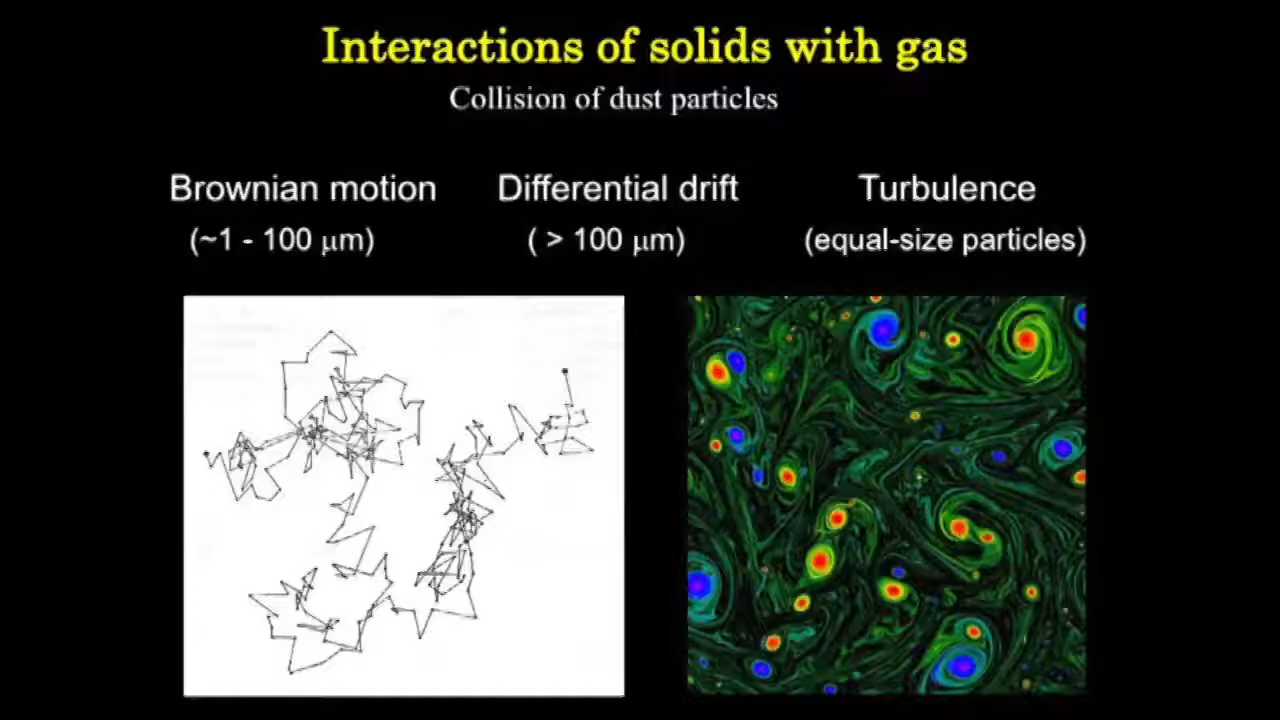 Interactions of solids with gas
Collision of dust particles
Brownian motion
(~1 - 100 μm)
Differential drift
( > 100 μm)
Turbulence
(equal-size particles)